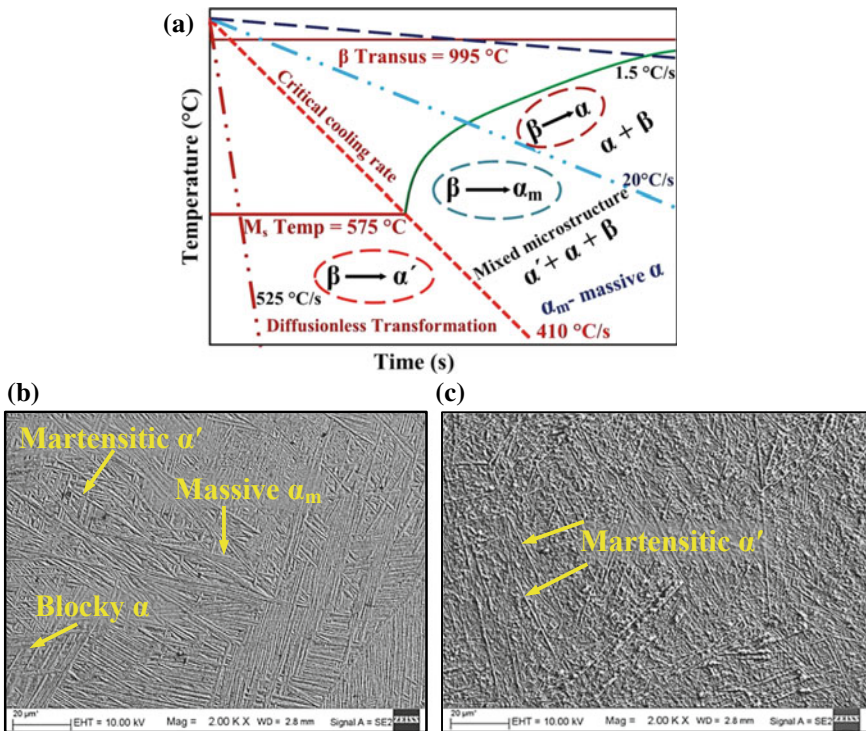 (a)
β Transus = 995 °C
1.5 °C/s
Critical cooling rate
β → α
α + β
β → αₘ
20°C/s
Mₛ Temp = 575 °C
Mixed microstructure
α′ + α + β
β → α′
αₘ- massive α
525 °C/s
Diffusionless Transformation
410 °C/s
Temperature (°C)
Time (s)
(b)
Martensitic α′
Massive αₘ
Blocky α
20 µm*
EHT = 10.00 kV Mag = 2.00 K X WD = 2.8 mm Signal A = SE2
ZEISS
(c)
Martensitic α′
20 µm*
EHT = 10.00 kV Mag = 2.00 K X WD = 2.8 mm Signal A = SE2
ZEISS